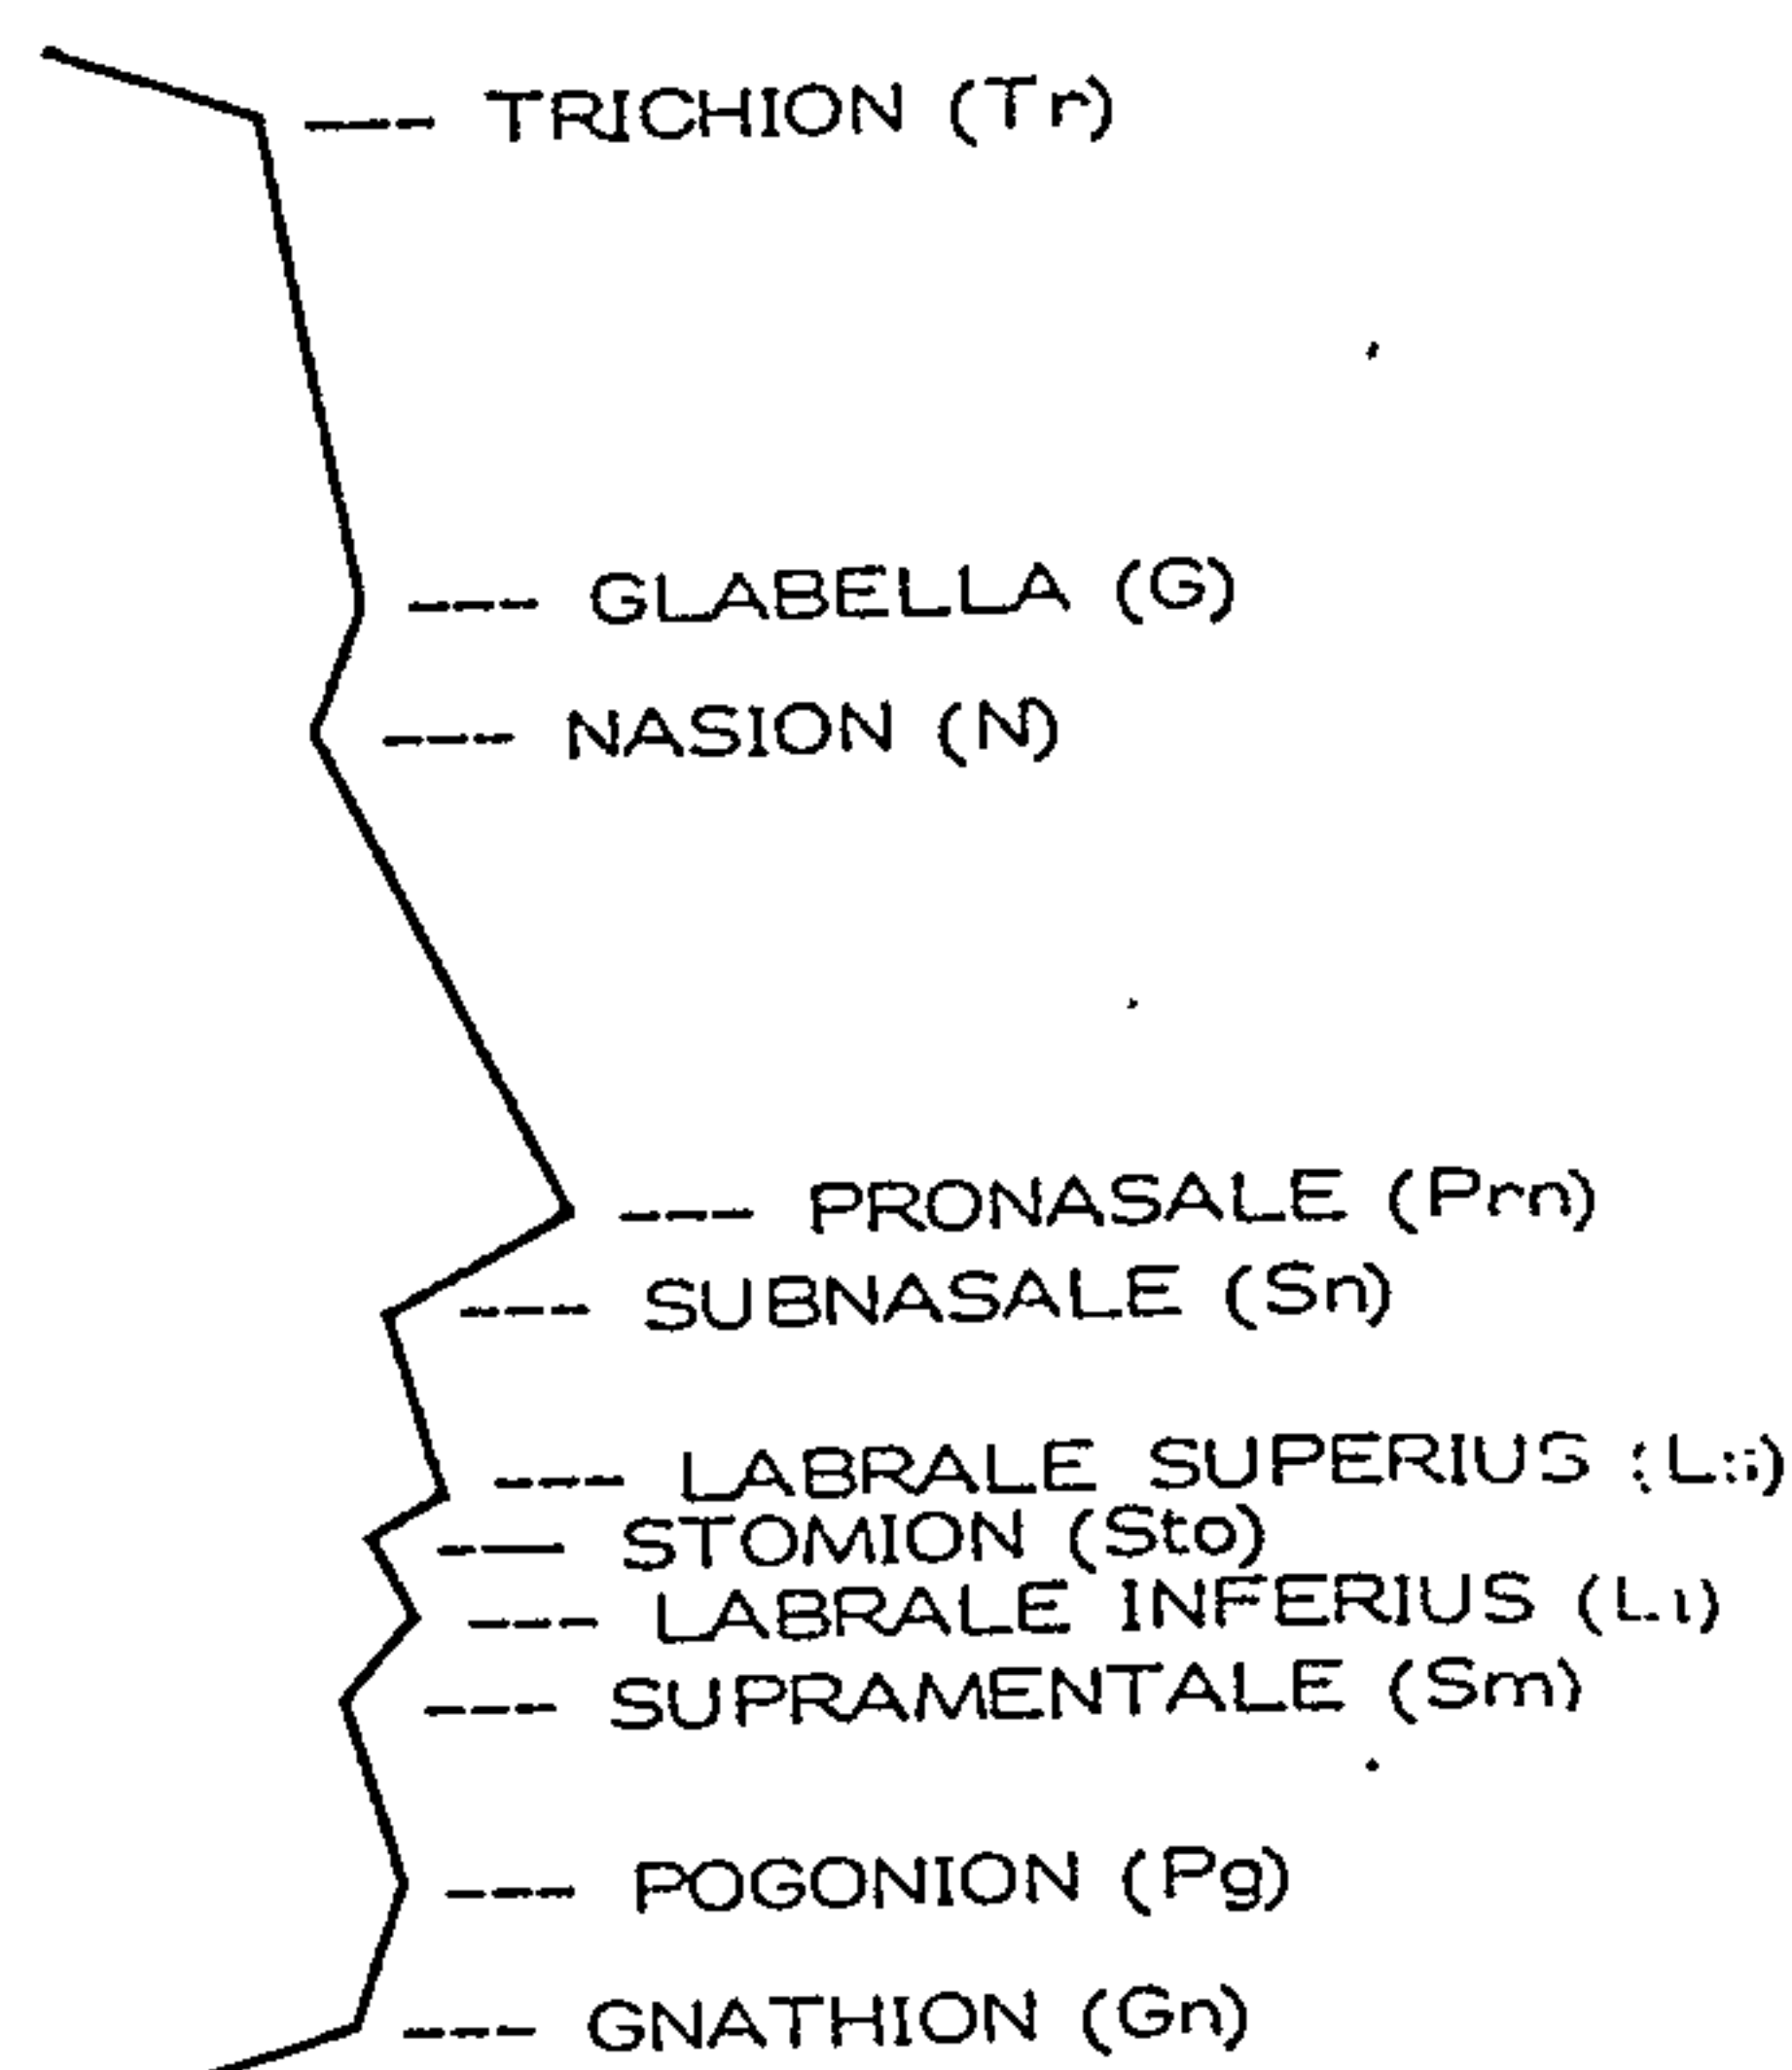 TRICHION (Tr)
GLABELLA (G)
NASION (N)
PRONASALE (Prn)
SUBNASALE (Sn)
LABRALE SUPERIUS
STOMION (Sto)
LABRALE INFERIUS (Li)
SUPRAMENTALE (Sm)
POGONION (Pg)
GNATHION (Gn)